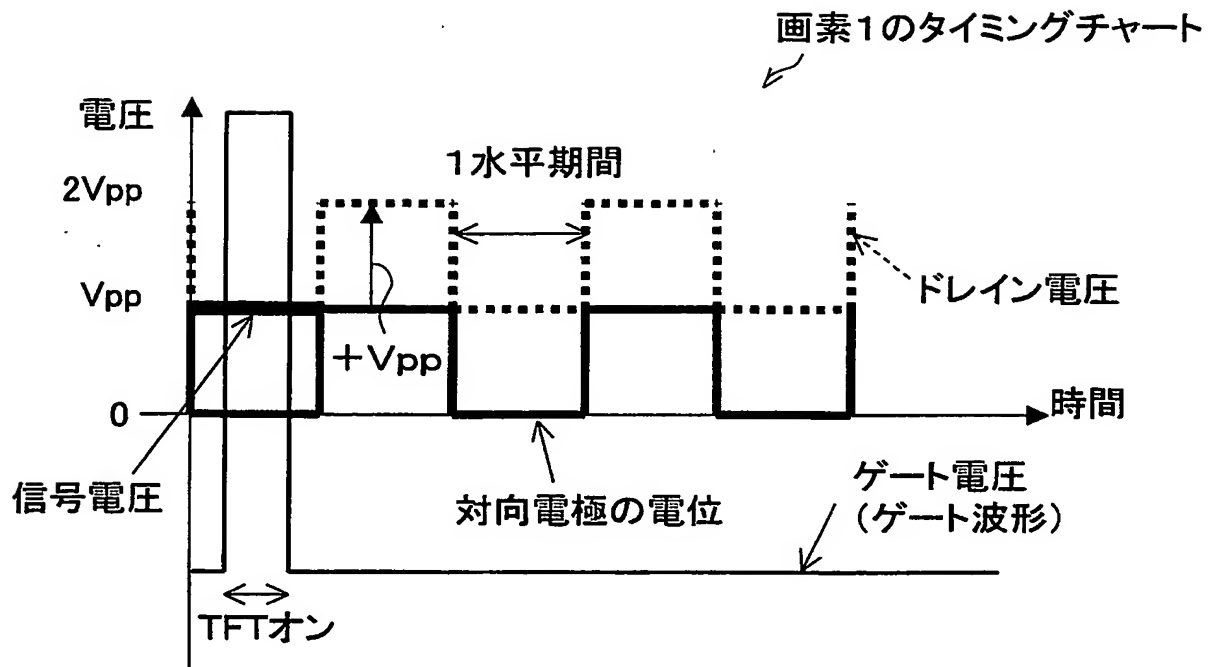 画素1のタイミングチャート
電圧
1水平期間
2Vpp
Vpp
ドレイン電圧
+Vpp
0
時間
信号電圧
対向電極の電位
ゲート電圧
(ゲート波形)
TFTオン